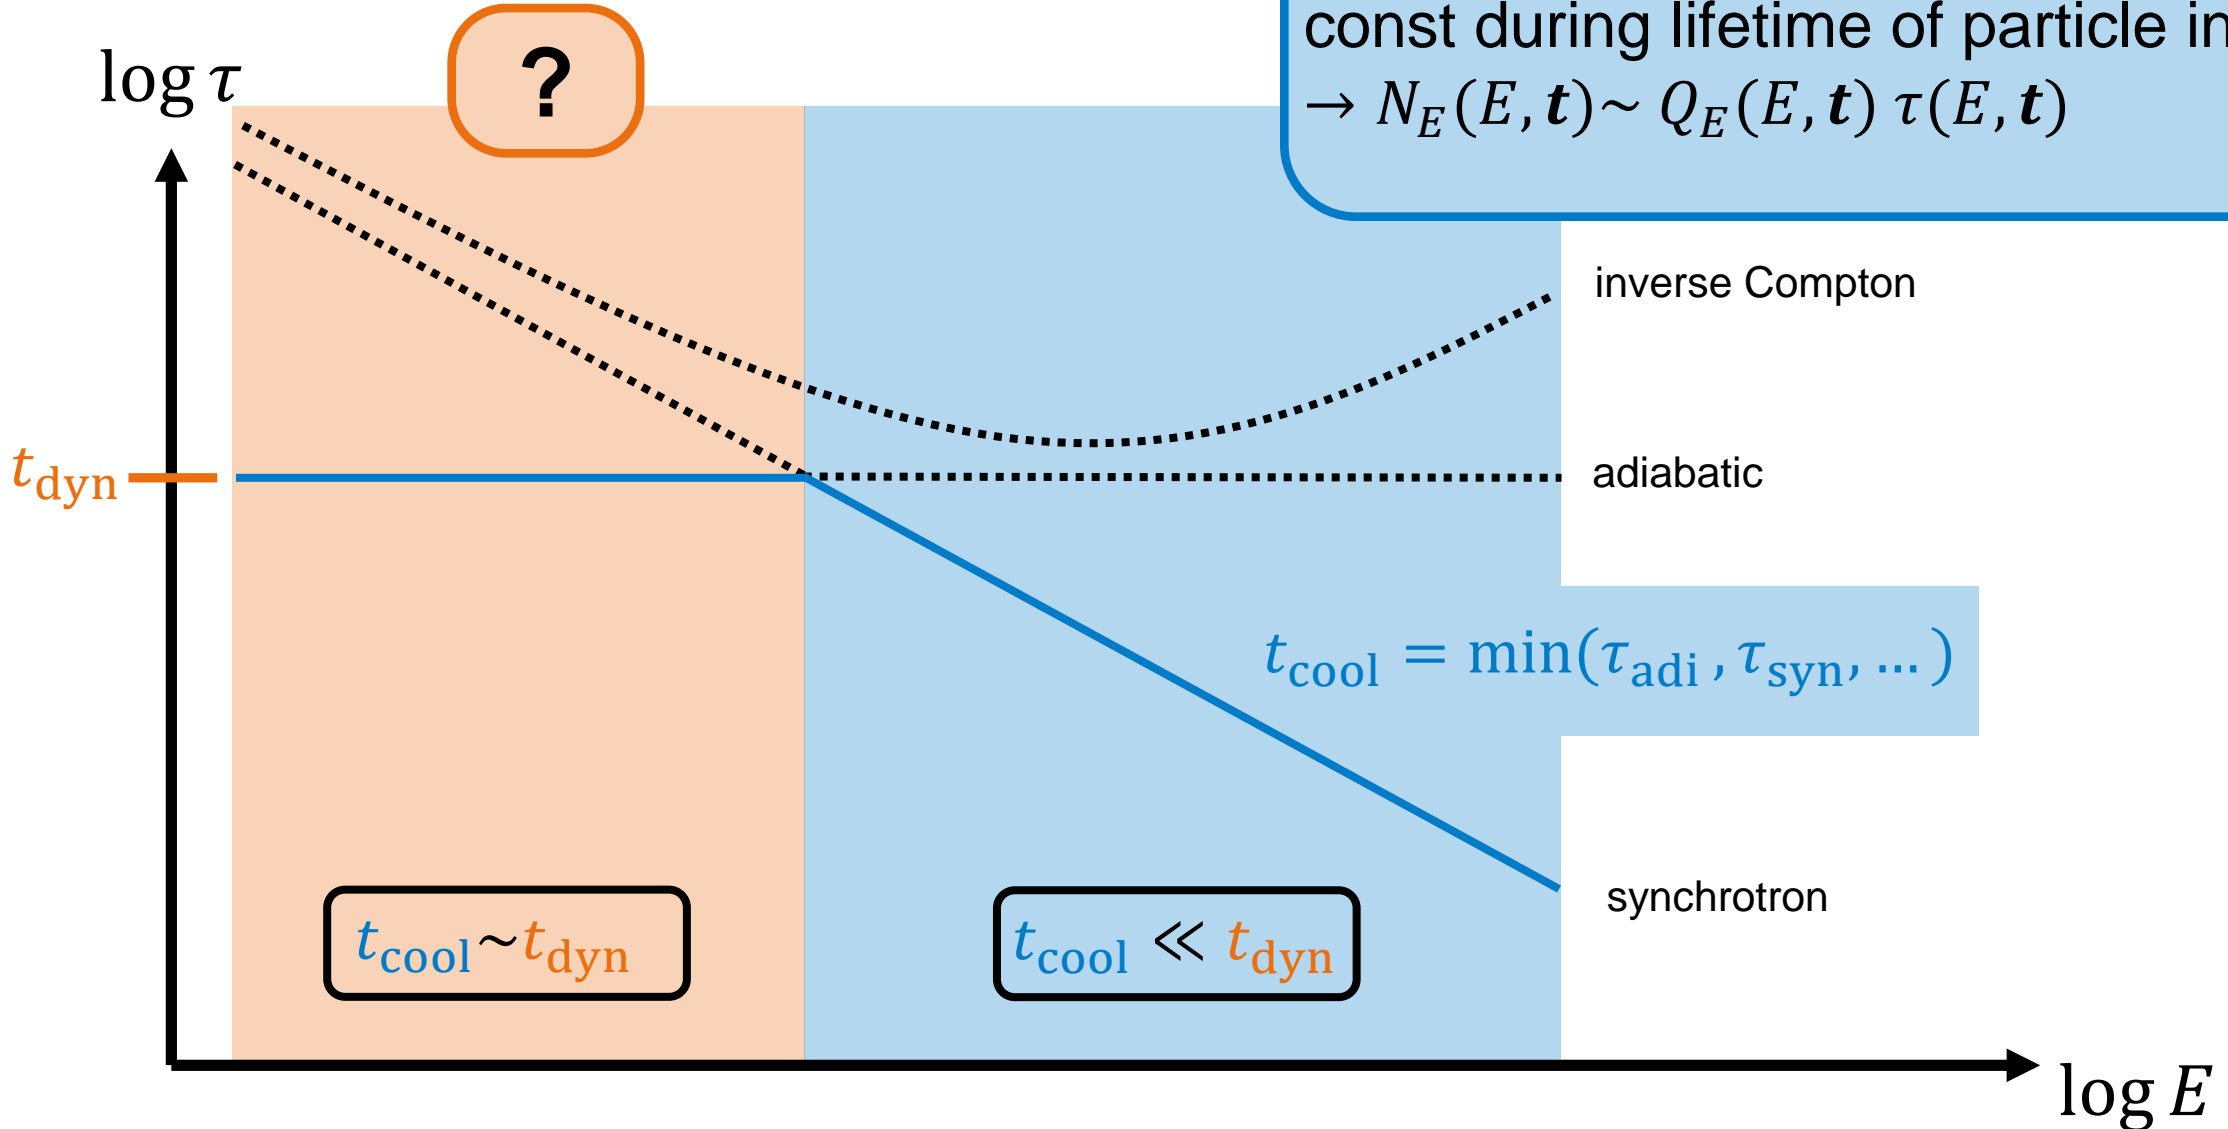 const during lifetime of particle in
→ N_E(E, t)~ Q_E(E, t) τ(E, t)
?
log τ
inverse Compton
adiabatic
t_dyn
t_cool = min(τ_adi , τ_syn, … )
synchrotron
t_cool~t_dyn
t_cool ≪ t_dyn
log E